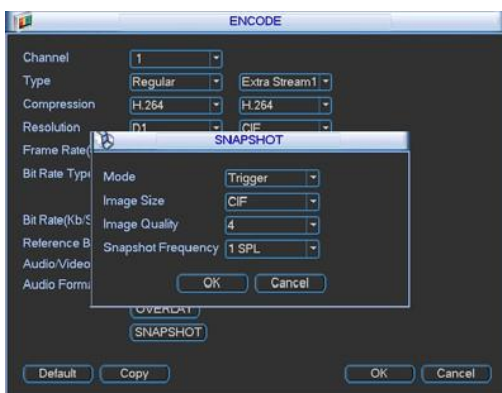 ENCODE
Channel 1
Type Regular Extra Stream1
Compression H.264 H.264
Resolution D1 CIF
Frame Rate(
Bit Rate Type
Bit Rate(Kb/S
Reference B
Audio/Video
Audio Forma
SNAPSHOT
Mode Trigger
Image Size CIF
Image Quality 4
Snapshot Frequency 1 SPL
OK Cancel
OVERLAY
SNAPSHOT
Default Copy OK Cancel